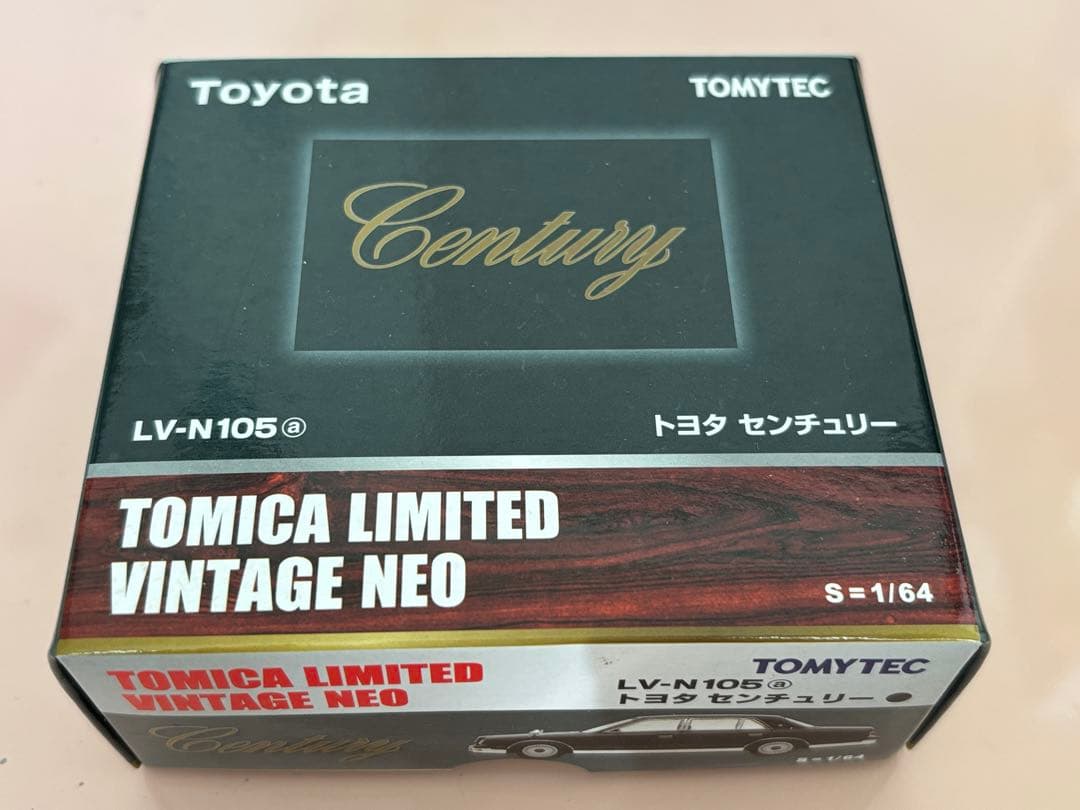 Toyota
TOMYTEC
Century
LV-N105ⓐ
トヨタ センチュリー
TOMICA LIMITED
VINTAGE NEO
S=1/64
TOMICA LIMITED
VINTAGE NEO
TOMYTEC
LV-N105ⓐ
トヨタ センチュリー ●
Century
S=1/64